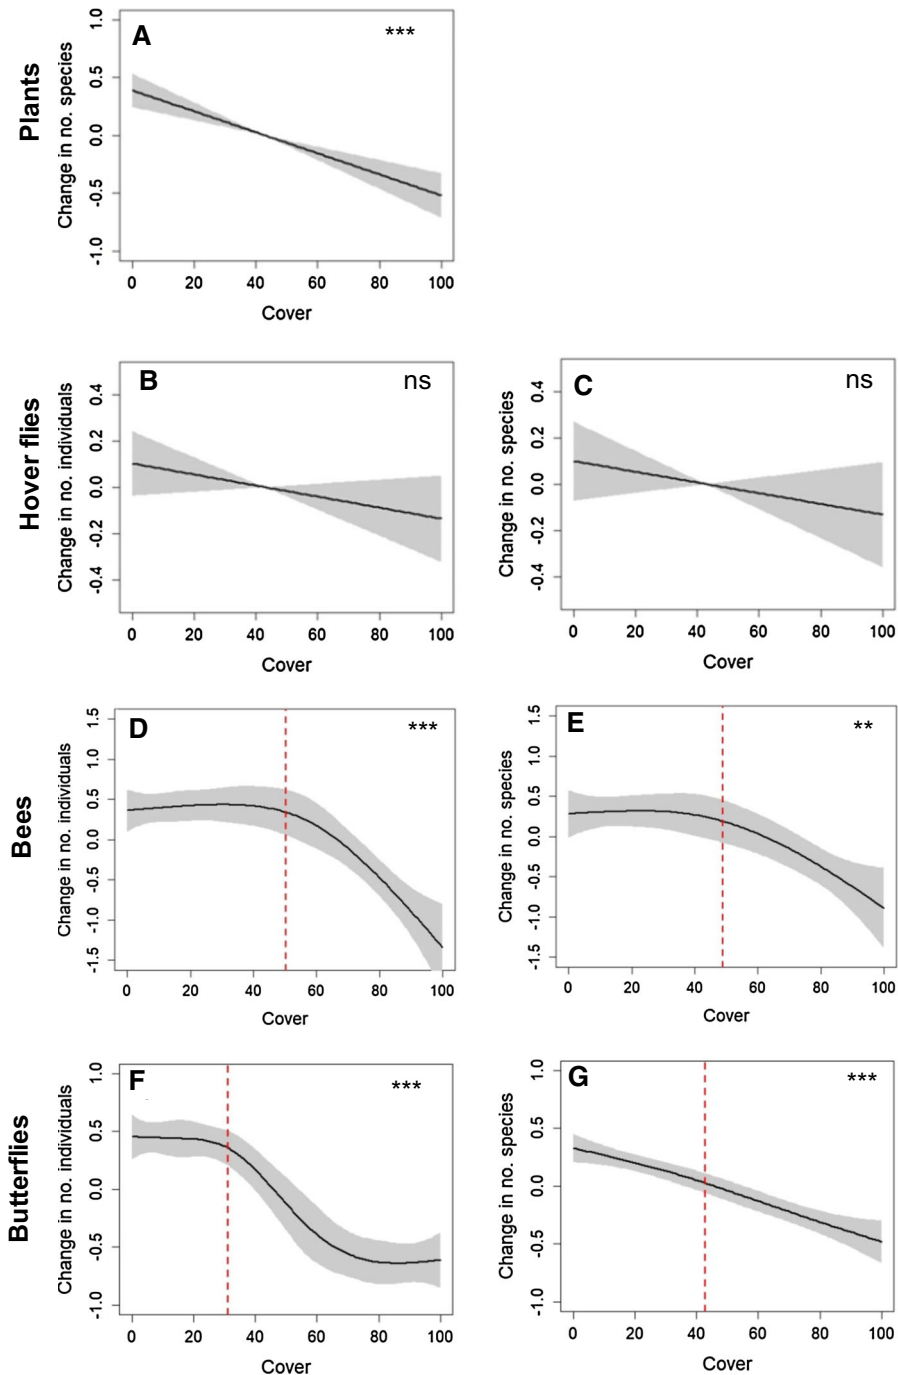 Plants
Change in no. species
A
***
1.0
0.5
0.0
-0.5
-1.0
0 20 40 60 80 100
Cover
Hover flies
Change in no. individuals
B
ns
0.4
0.2
0.0
-0.2
-0.4
0 20 40 60 80 100
Cover
Change in no. species
C
ns
0.4
0.2
0.0
-0.2
-0.4
0 20 40 60 80 100
Cover
Bees
Change in no. individuals
D
***
1.5
1.0
0.5
0.0
-0.5
-1.0
-1.5
0 20 40 60 80 100
Cover
Change in no. species
E
**
1.5
1.0
0.5
0.0
-0.5
-1.0
-1.5
0 20 40 60 80 100
Cover
Butterflies
Change in no. individuals
F
***
1.0
0.5
0.0
-0.5
-1.0
0 20 40 60 80 100
Cover
Change in no. species
G
***
1.0
0.5
0.0
-0.5
-1.0
0 20 40 60 80 100
Cover